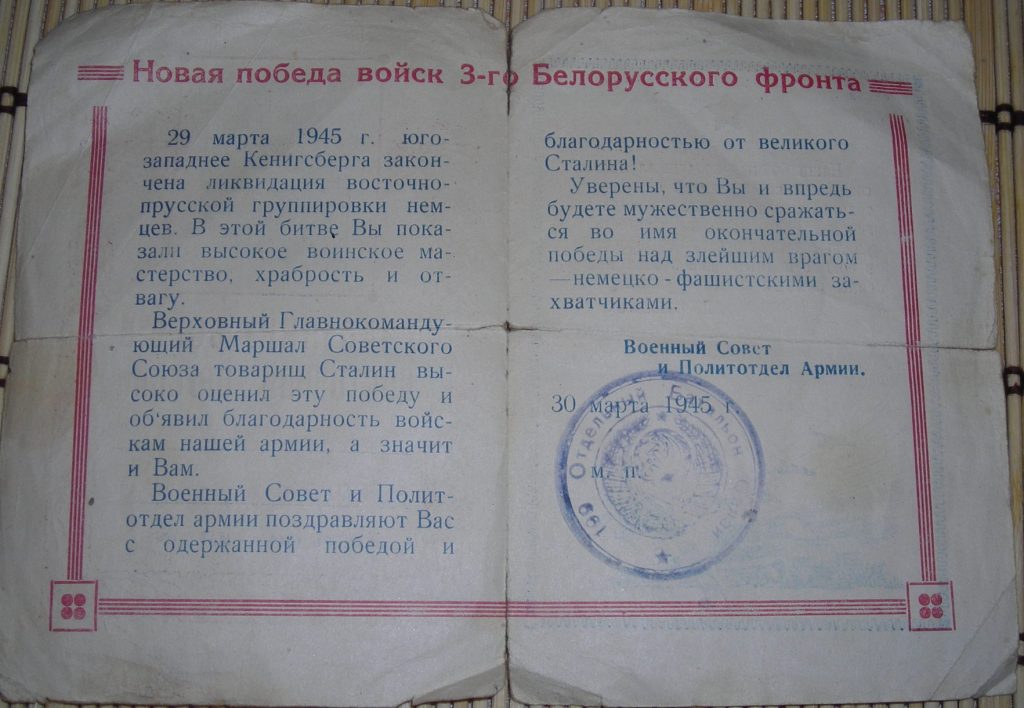 Новая победа войск 3-го Белорусского фронта
29 марта 1945 г. юго-
западнее Кенигсберга закон-
чена ликвидация восточно-
прусской группировки нем-
цев. В этой битве Вы пока-
зали высокое воинское ма-
стерство, храбрость и от-
вагу.
Верховный Главнокоманду-
ющий Маршал Советского
Союза товарищ Сталин вы-
соко оценил эту победу и
об'явил благодарность войс-
кам нашей армии, а значит
и Вам.
Военный Совет и Полит-
отдел армии поздравляют Вас
с одержанной победой и
благодарностью от великого
Сталина!
Уверены, что Вы и впредь
будете мужественно сражать-
ся во имя окончательной
победы над злейшим врагом
—немецко-фашистскими за-
хватчиками.
Военный Совет
и Политотдел Армии.
30 марта 1945 г.
м. п.
199 Отдельный Батальон